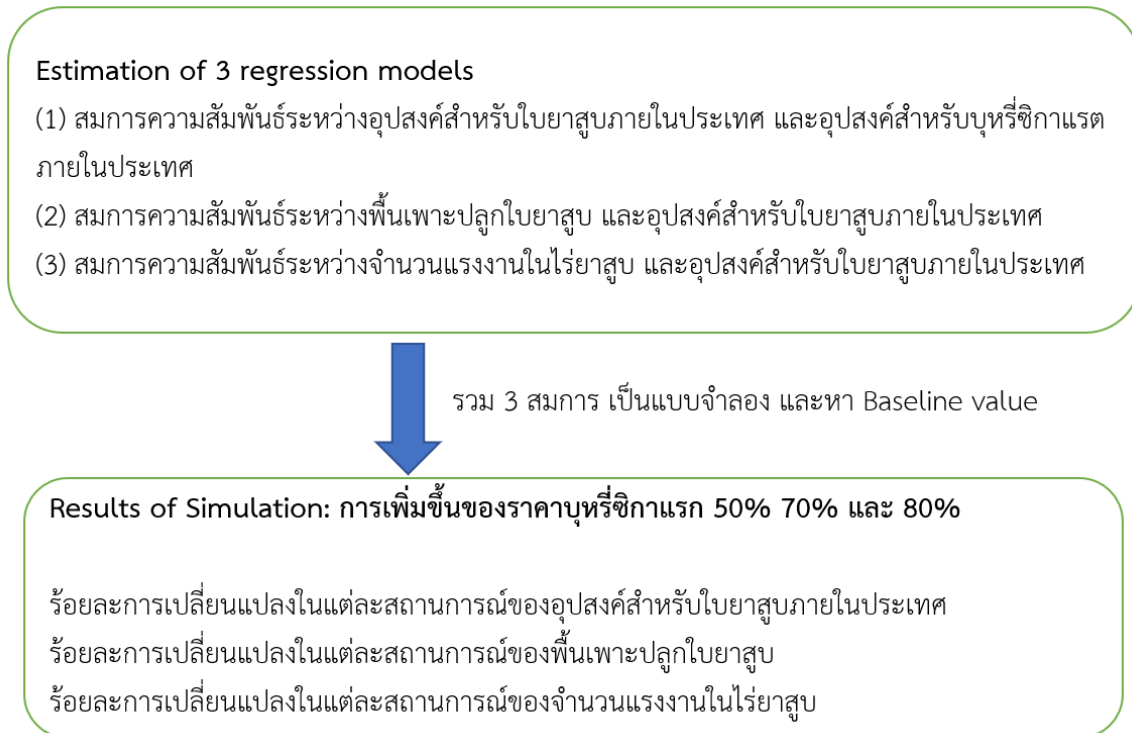 Estimation of 3 regression models
(1) สมการความสัมพันธ์ระหว่างอุปสงค์สำหรับใบยาสูบภายในประเทศ และอุปสงค์สำหรับบุหรี่ซิกาแรต
ภายในประเทศ
(2) สมการความสัมพันธ์ระหว่างพื้นเพาะปลูกใบยาสูบ และอุปสงค์สำหรับใบยาสูบภายในประเทศ
(3) สมการความสัมพันธ์ระหว่างจำนวนแรงงานในไร่ยาสูบ และอุปสงค์สำหรับใบยาสูบภายในประเทศ
รวม 3 สมการ เป็นแบบจำลอง และหา Baseline value
Results of Simulation: การเพิ่มขึ้นของราคาบุหรี่ซิกาแรก 50% 70% และ 80%
ร้อยละการเปลี่ยนแปลงในแต่ละสถานการณ์ของอุปสงค์สำหรับใบยาสูบภายในประเทศ
ร้อยละการเปลี่ยนแปลงในแต่ละสถานการณ์ของพื้นเพาะปลูกใบยาสูบ
ร้อยละการเปลี่ยนแปลงในแต่ละสถานการณ์ของจำนวนแรงงานในไร่ยาสูบ